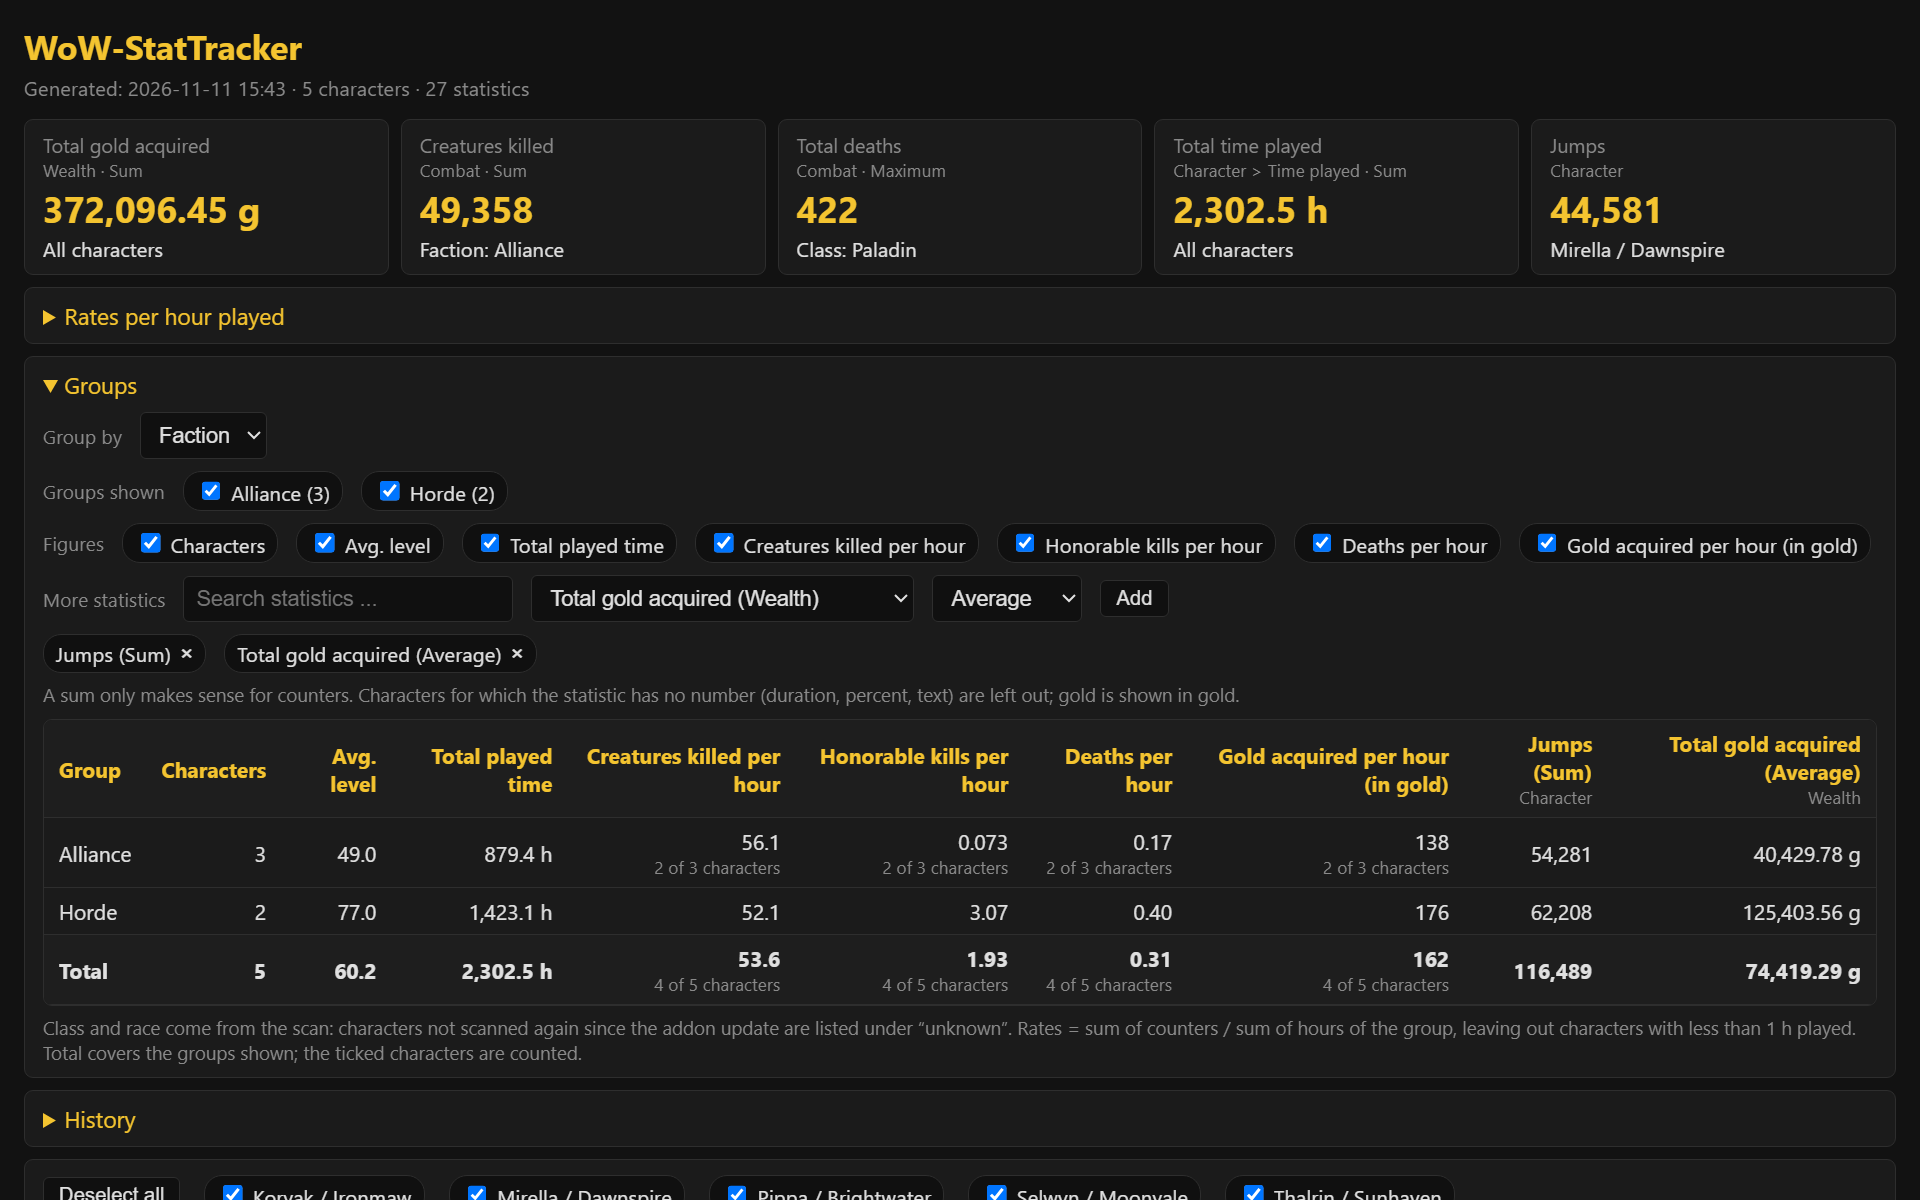 WoW-StatTracker
Generated: 2026-11-11 15:43 · 5 characters · 27 statistics
Total gold acquired
Wealth · Sum
372,096.45 g
All characters
Creatures killed
Combat · Sum
49,358
Faction: Alliance
Total deaths
Combat · Maximum
422
Class: Paladin
Total time played
Character > Time played · Sum
2,302.5 h
All characters
Jumps
Character
44,581
Mirella / Dawnspire
▶ Rates per hour played
▼ Groups
Group by Faction
Groups shown Alliance (3) Horde (2)
Figures Characters Avg. level Total played time Creatures killed per hour Honorable kills per hour Deaths per hour Gold acquired per hour (in gold)
More statistics Search statistics ... Total gold acquired (Wealth) Average Add
Jumps (Sum) × Total gold acquired (Average) ×
A sum only makes sense for counters. Characters for which the statistic has no number (duration, percent, text) are left out; gold is shown in gold.
Group Characters Avg. level Total played time Creatures killed per hour Honorable kills per hour Deaths per hour Gold acquired per hour (in gold) Jumps (Sum) Character Total gold acquired (Average) Wealth
Alliance 3 49.0 879.4 h 56.1 0.073 0.17 138 54,281 40,429.78 g
2 of 3 characters 2 of 3 characters 2 of 3 characters 2 of 3 characters
Horde 2 77.0 1,423.1 h 52.1 3.07 0.40 176 62,208 125,403.56 g
Total 5 60.2 2,302.5 h 53.6 1.93 0.31 162 116,489 74,419.29 g
4 of 5 characters 4 of 5 characters 4 of 5 characters 4 of 5 characters
Class and race come from the scan: characters not scanned again since the addon update are listed under “unknown”. Rates = sum of counters / sum of hours of the group, leaving out characters with less than 1 h played.
Total covers the groups shown; the ticked characters are counted.
▶ History
Deselect all Korvak / Ironmaw Mirella / Dawnspire Pippa / Brightwater Selwyn / Moonvale Thalrin / Sunhaven